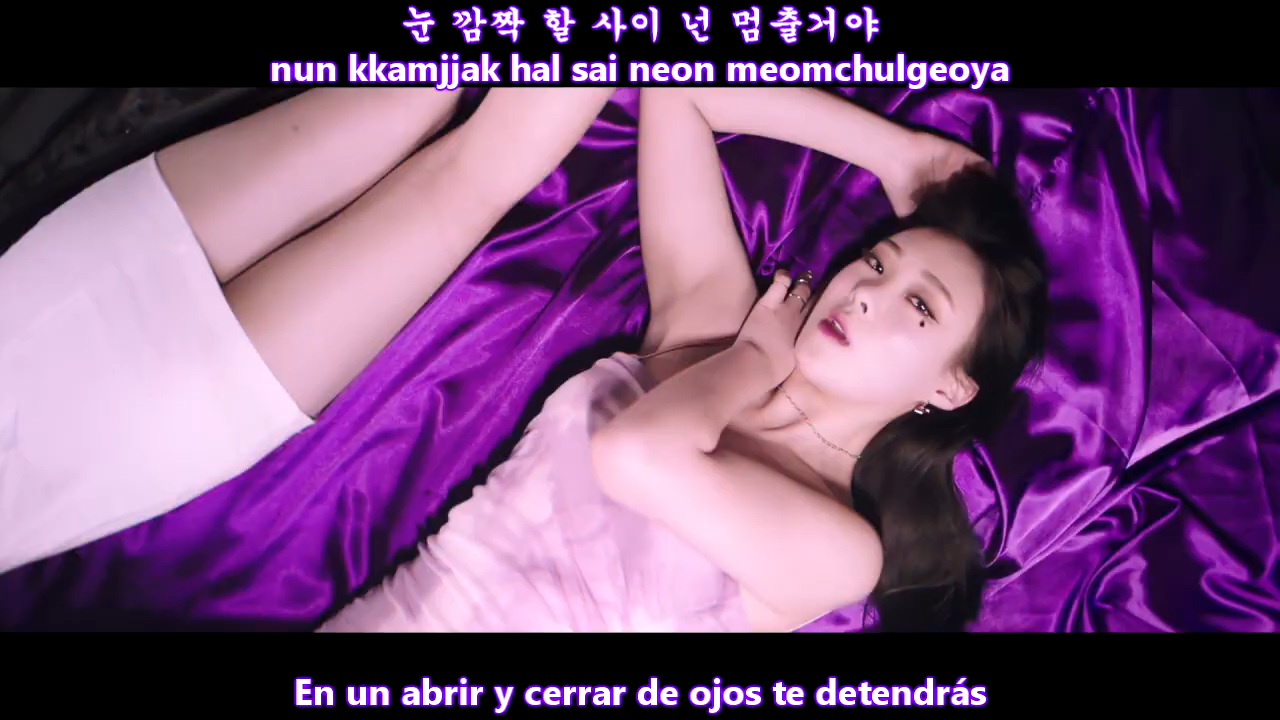 눈 깜짝 할 사이 넌 멈출거야
nun kkamjjak hal sai neon meomchulgeoya
En un abrir y cerrar de ojos te detendrás